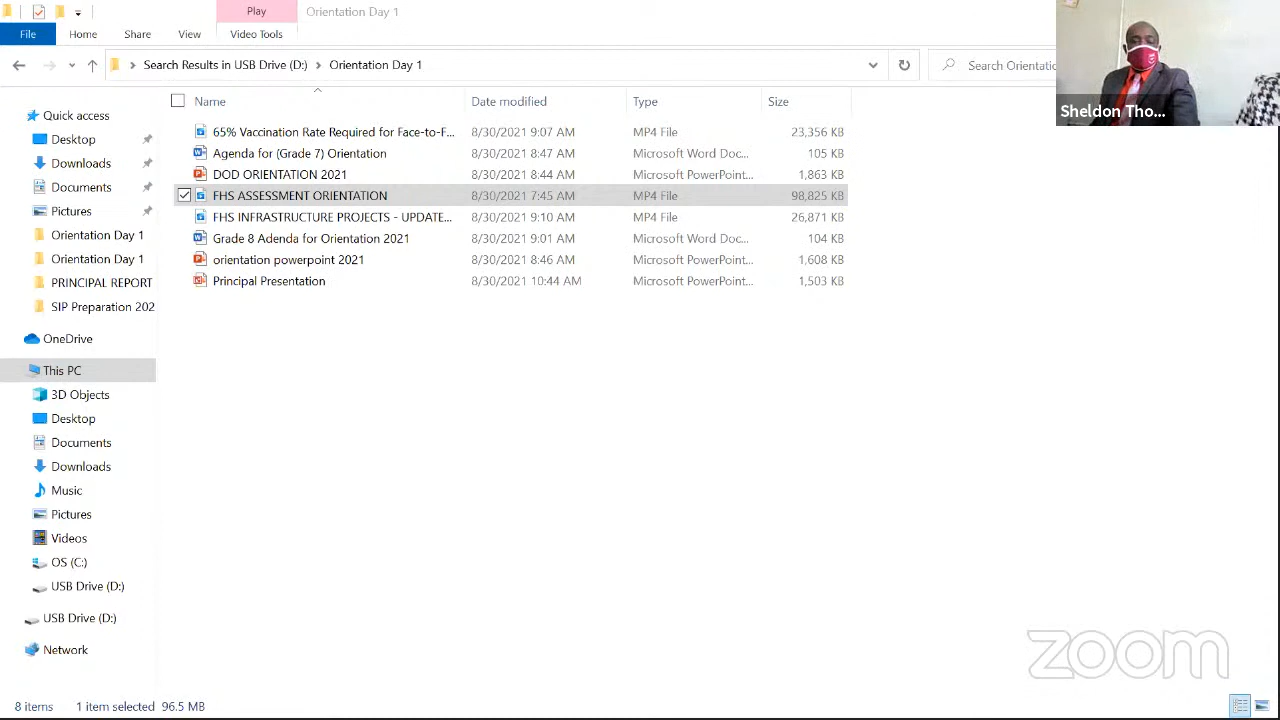 Play
Orientation Day 1
File
Home
Share
View
Video Tools
Search Results in USB Drive (D:)
Orientation Day 1
Search Orientatio
Sheldon Tho...
Name
Date modified
Type
Size
65% Vaccination Rate Required for Face-to-F... 8/30/2021 9:07 AM MP4 File 23,356 KB
Agenda for (Grade 7) Orientation 8/30/2021 8:47 AM Microsoft Word Doc... 105 KB
DOD ORIENTATION 2021 8/30/2021 8:44 AM Microsoft PowerPoint... 1,863 KB
FHS ASSESSMENT ORIENTATION 8/30/2021 7:45 AM MP4 File 98,825 KB
FHS INFRASTRUCTURE PROJECTS - UPDATE... 8/30/2021 9:10 AM MP4 File 26,871 KB
Grade 8 Adenda for Orientation 2021 8/30/2021 9:01 AM Microsoft Word Doc... 104 KB
orientation powerpoint 2021 8/30/2021 8:46 AM Microsoft PowerPoint... 1,608 KB
Principal Presentation 8/30/2021 10:44 AM Microsoft PowerPoint... 1,503 KB
Quick access
Desktop
Downloads
Documents
Pictures
Orientation Day 1
Orientation Day 1
PRINCIPAL REPORT
SIP Preparation 202
OneDrive
This PC
3D Objects
Desktop
Documents
Downloads
Music
Pictures
Videos
OS (C:)
USB Drive (D:)
USB Drive (D:)
Network
zoom
8 items 1 item selected 96.5 MB